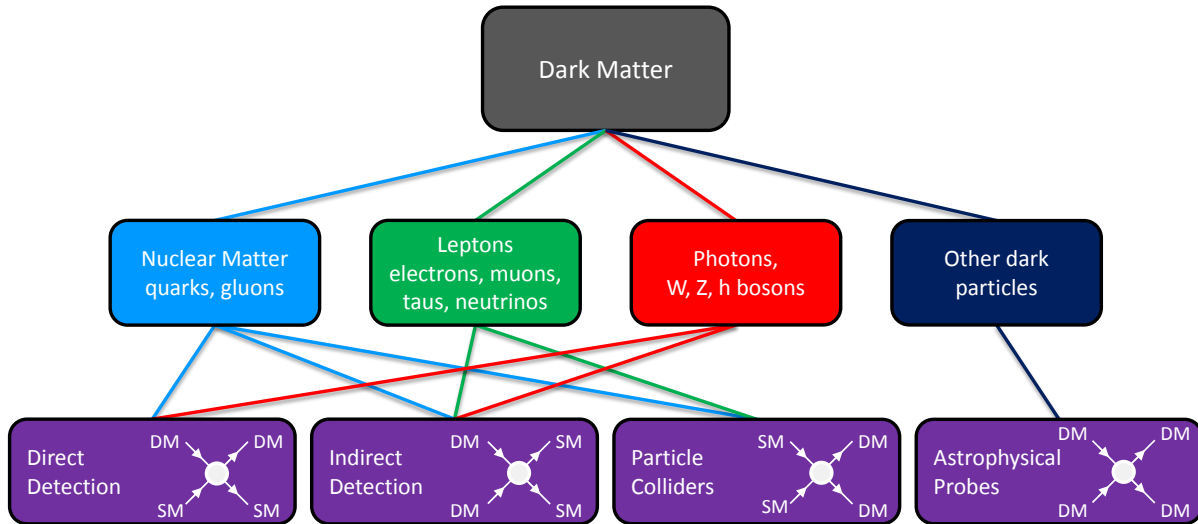 Dark Matter
Nuclear Matter
quarks, gluons
Leptons
electrons, muons,
taus, neutrinos
Photons,
W, Z, h bosons
Other dark
particles
Direct
Detection
DM
DM
SM
SM
Indirect
Detection
DM
SM
DM
SM
Particle
Colliders
SM
DM
SM
DM
Astrophysical
Probes
DM
DM
DM
DM